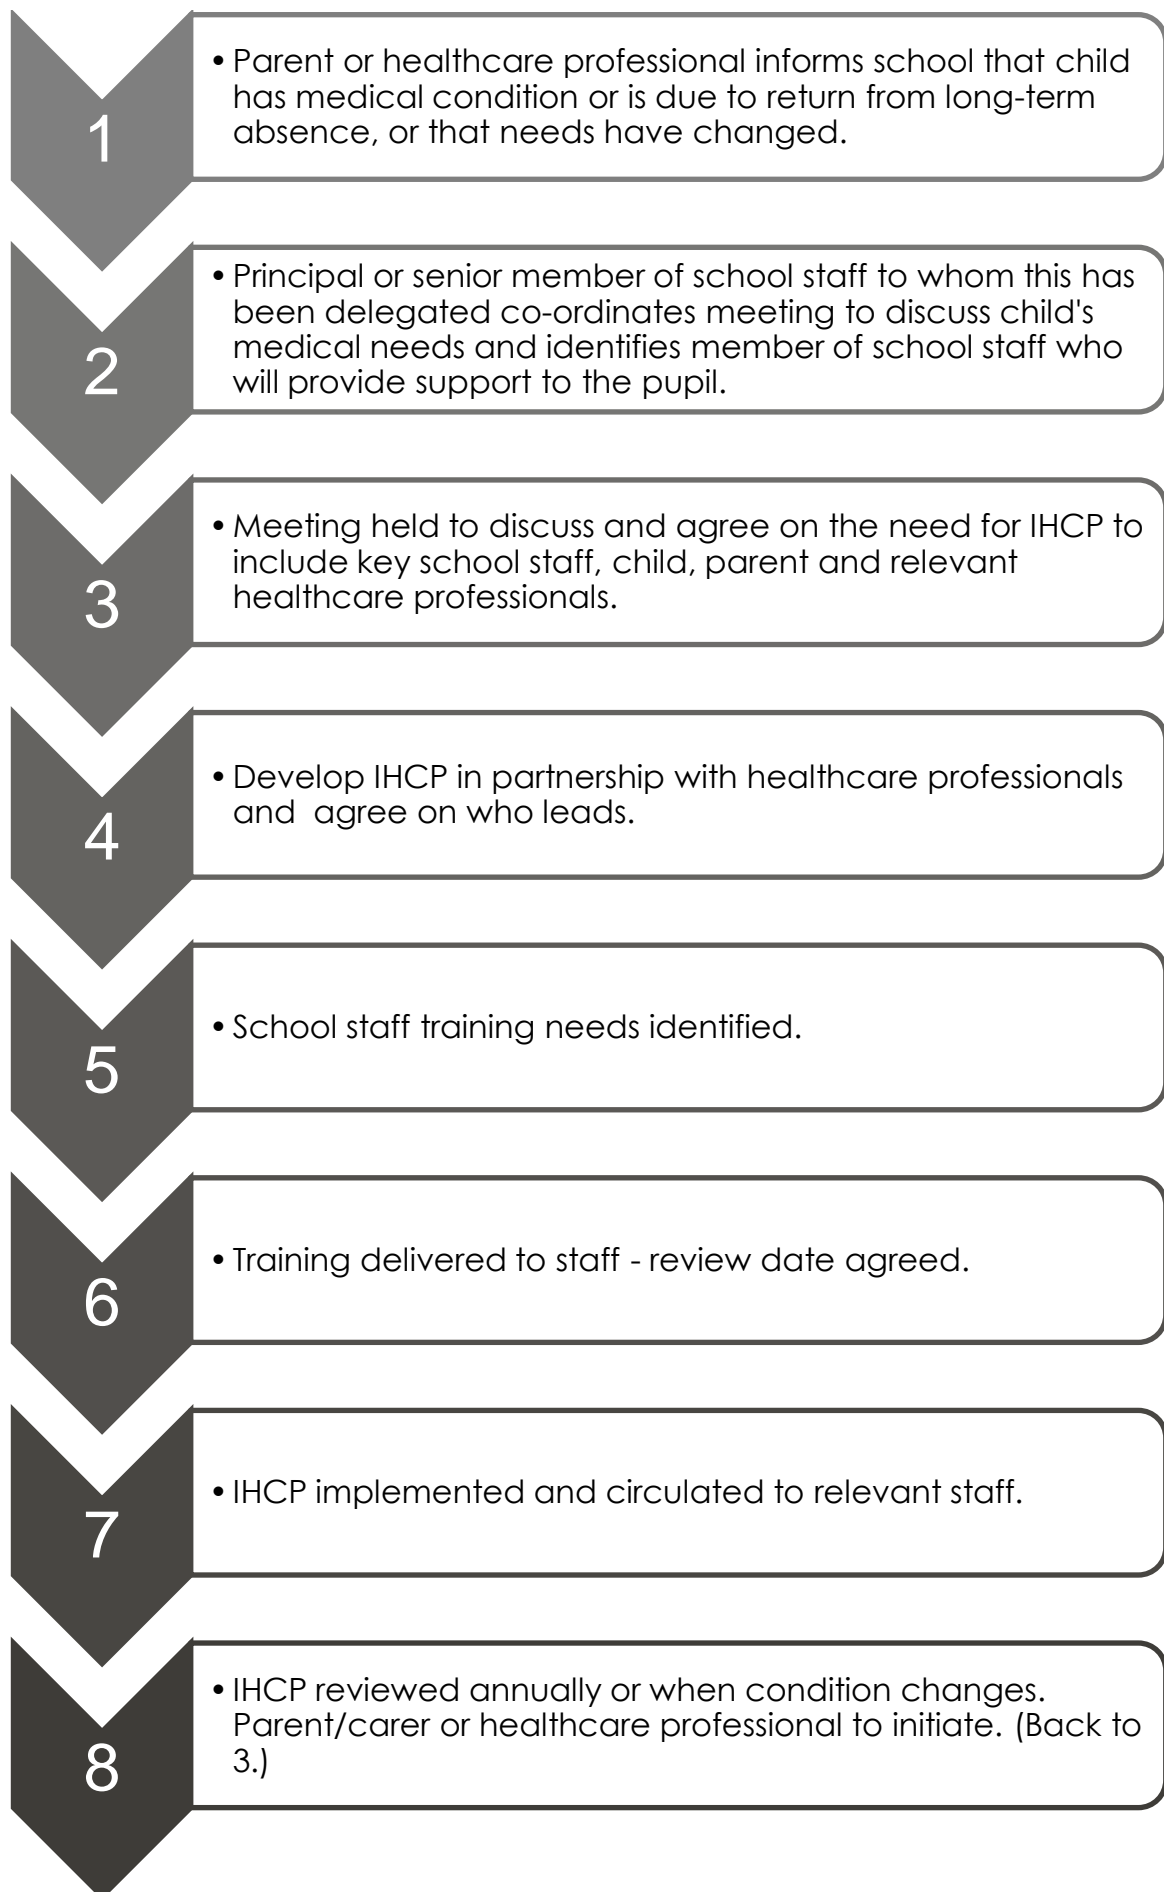 1
• Parent or healthcare professional informs school that child
has medical condition or is due to return from long-term
absence, or that needs have changed.
2
• Principal or senior member of school staff to whom this has
been delegated co-ordinates meeting to discuss child's
medical needs and identifies member of school staff who
will provide support to the pupil.
3
• Meeting held to discuss and agree on the need for IHCP to
include key school staff, child, parent and relevant
healthcare professionals.
4
• Develop IHCP in partnership with healthcare professionals
and  agree on who leads.
5
• School staff training needs identified.
6
• Training delivered to staff - review date agreed.
7
• IHCP implemented and circulated to relevant staff.
8
• IHCP reviewed annually or when condition changes.
Parent/carer or healthcare professional to initiate. (Back to
3.)